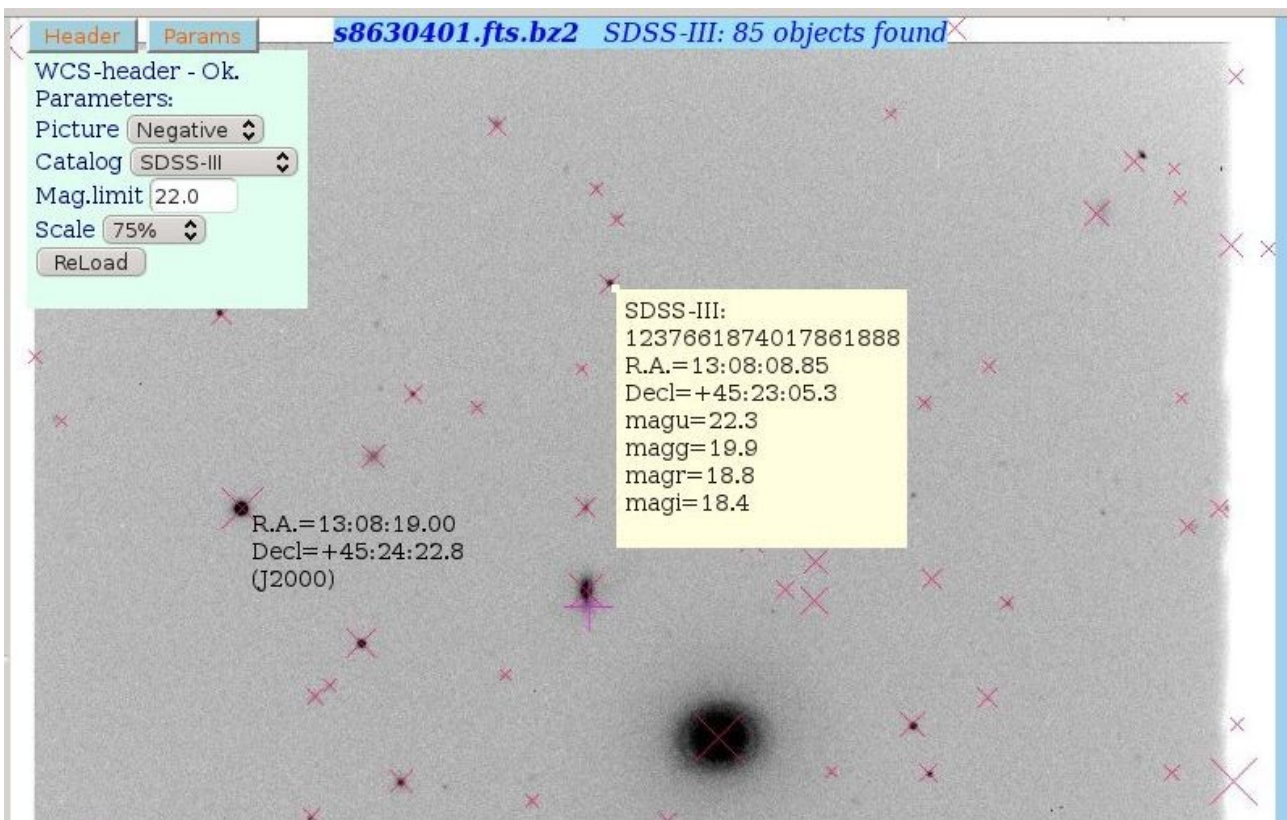 Header Params s8630401.fts.bz2 SDSS-III: 85 objects found
WCS-header - Ok.
Parameters:
Picture Negative
Catalog SDSS-III
Mag.limit 22.0
Scale 75%
ReLoad
SDSS-III:
1237661874017861888
R.A.=13:08:08.85
Decl=+45:23:05.3
magu=22.3
magg=19.9
magr=18.8
magi=18.4
R.A.=13:08:19.00
Decl=+45:24:22.8
(J2000)